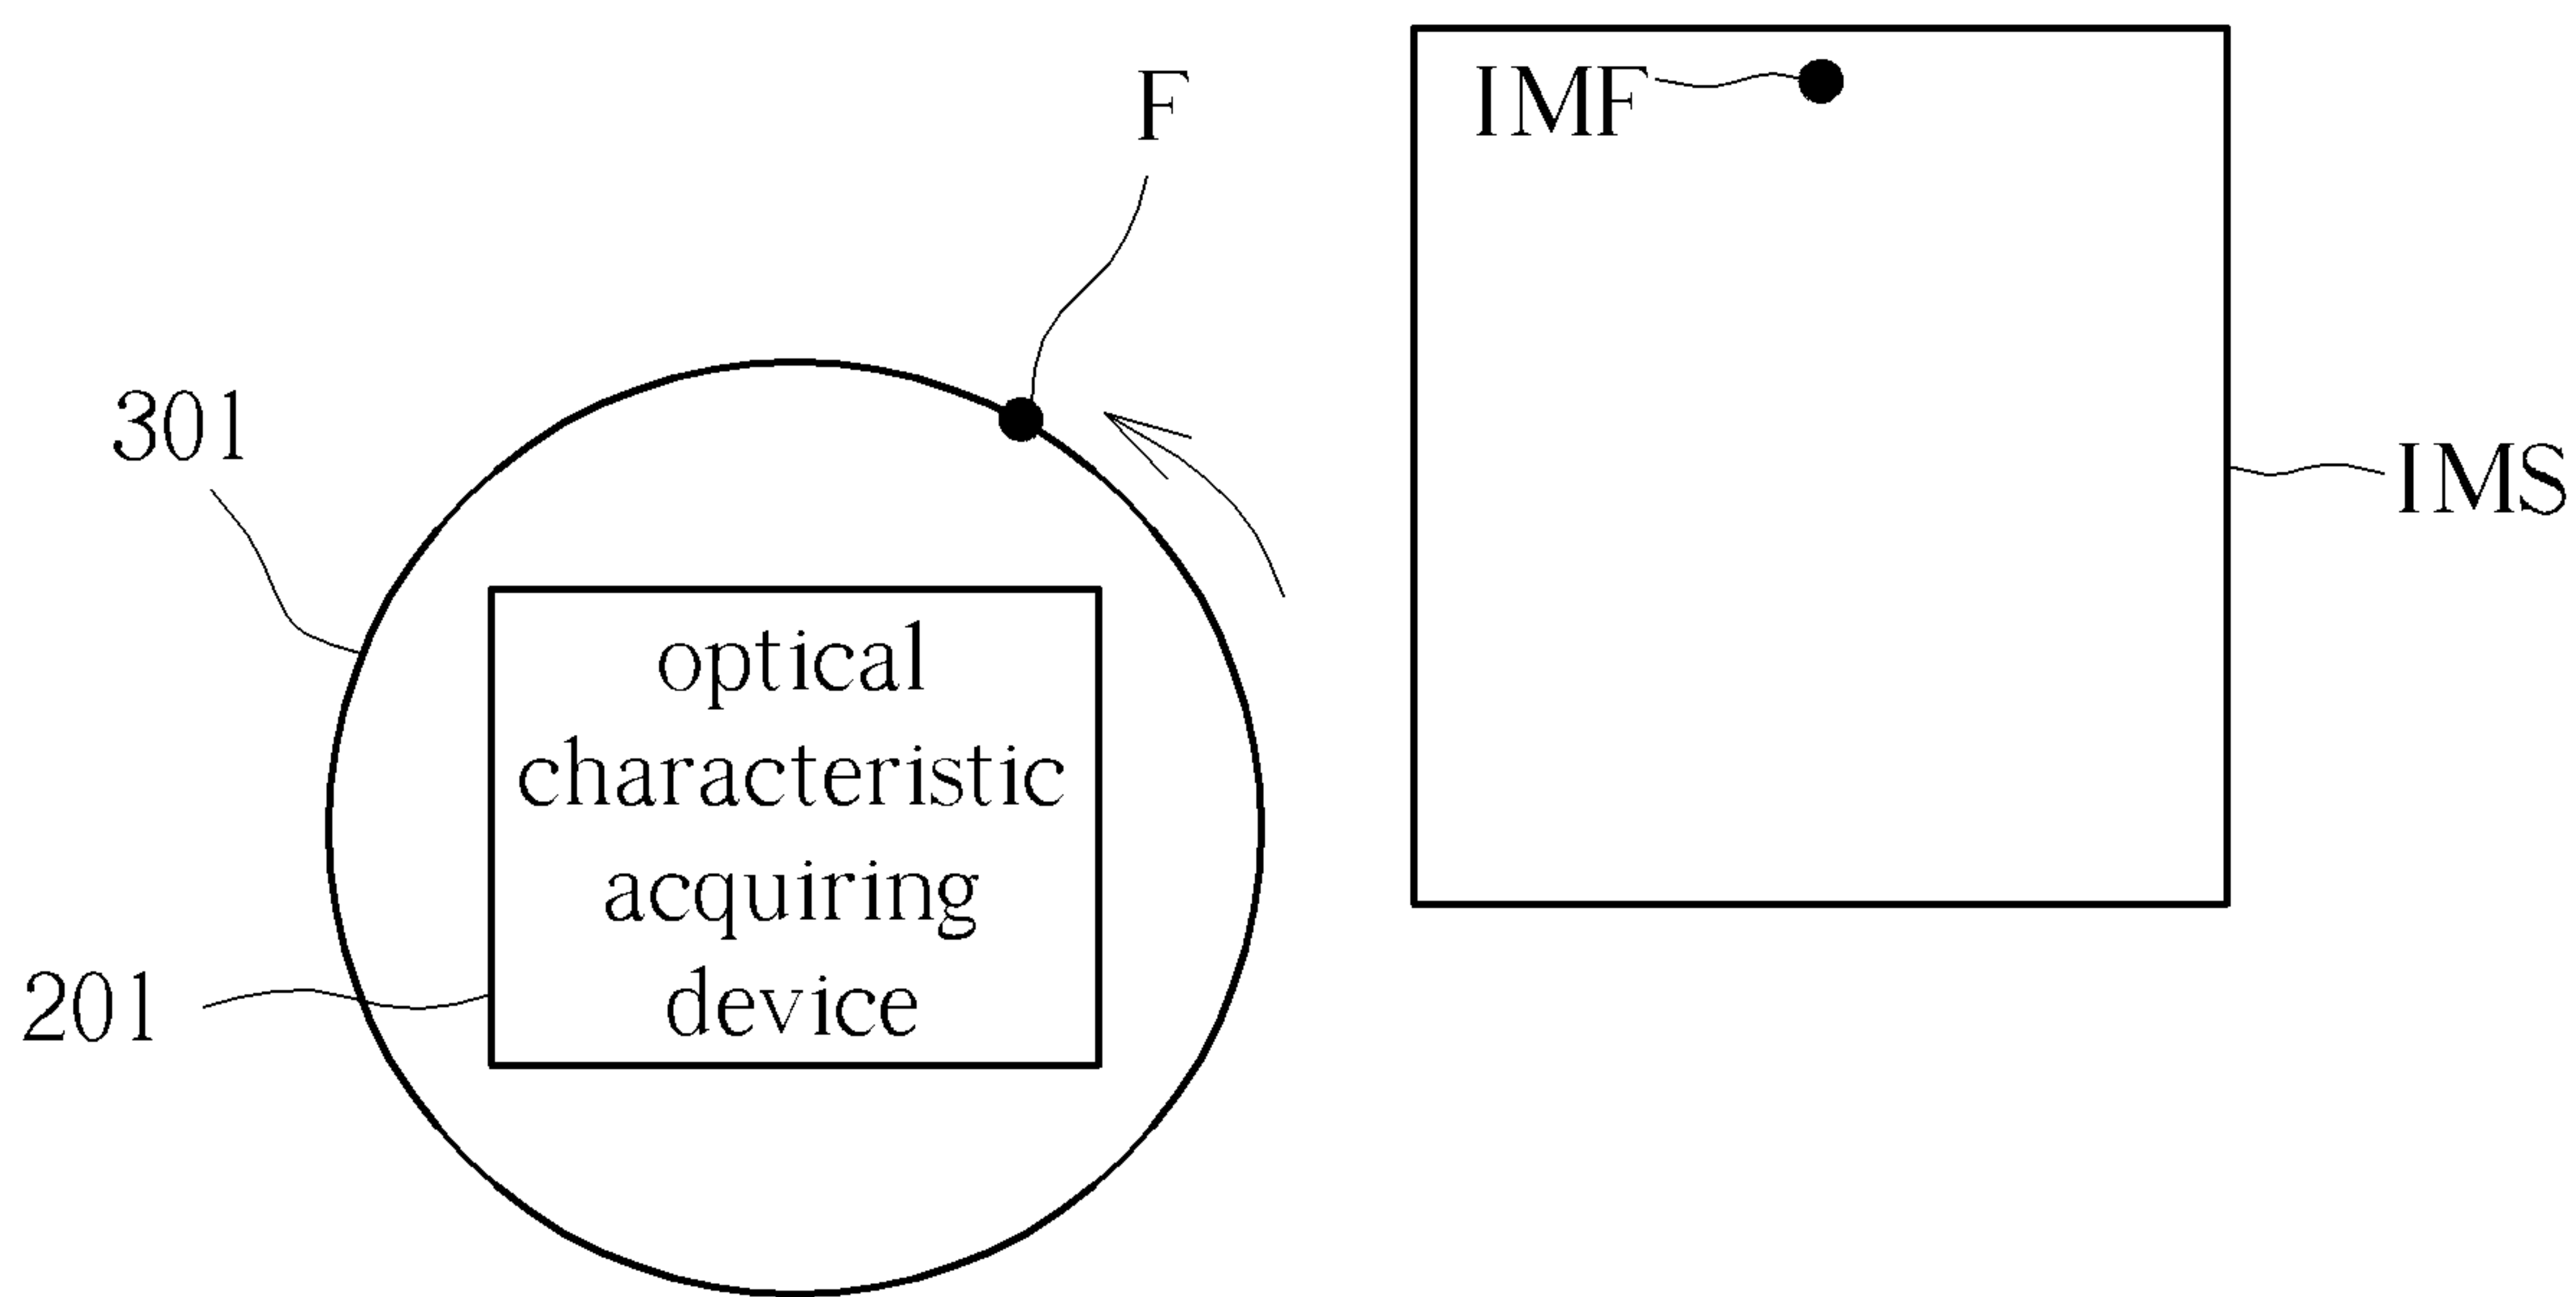 F
IMF
301
IMS
optical
characteristic
acquiring
device
201